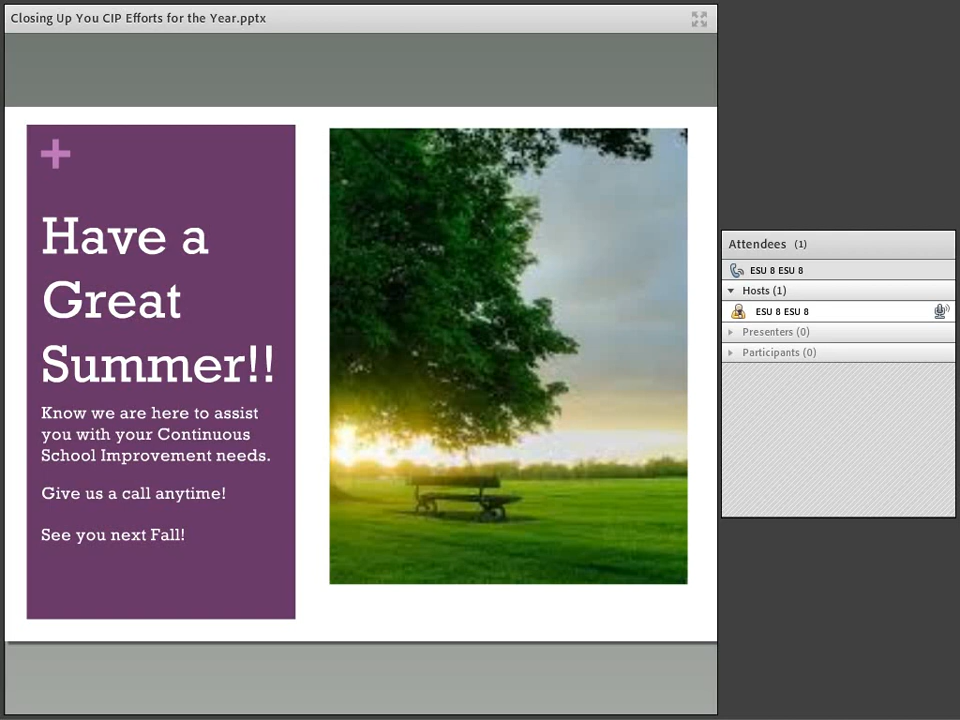 Closing Up You CIP Efforts for the Year.pptx
+
Have a
Great
Summer!!
Know we are here to assist
you with your Continuous
School Improvement needs.
Give us a call anytime!
See you next Fall!
Attendees (1)
ESU 8 ESU 8
Hosts (1)
ESU 8 ESU 8
Presenters (0)
Participants (0)